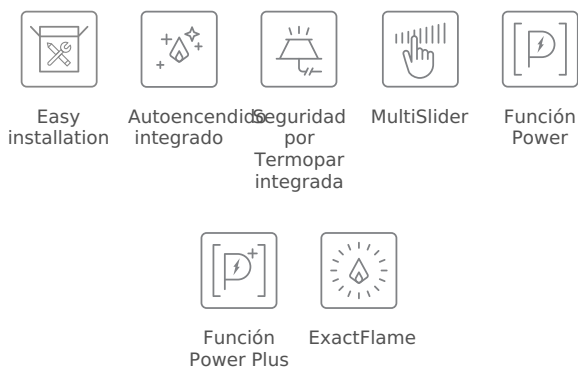 Easy
installation
Autoencendido
integrado
Seguridad
por
Termopar
integrada
MultiSlider
Función
Power
Función
Power Plus
ExactFlame